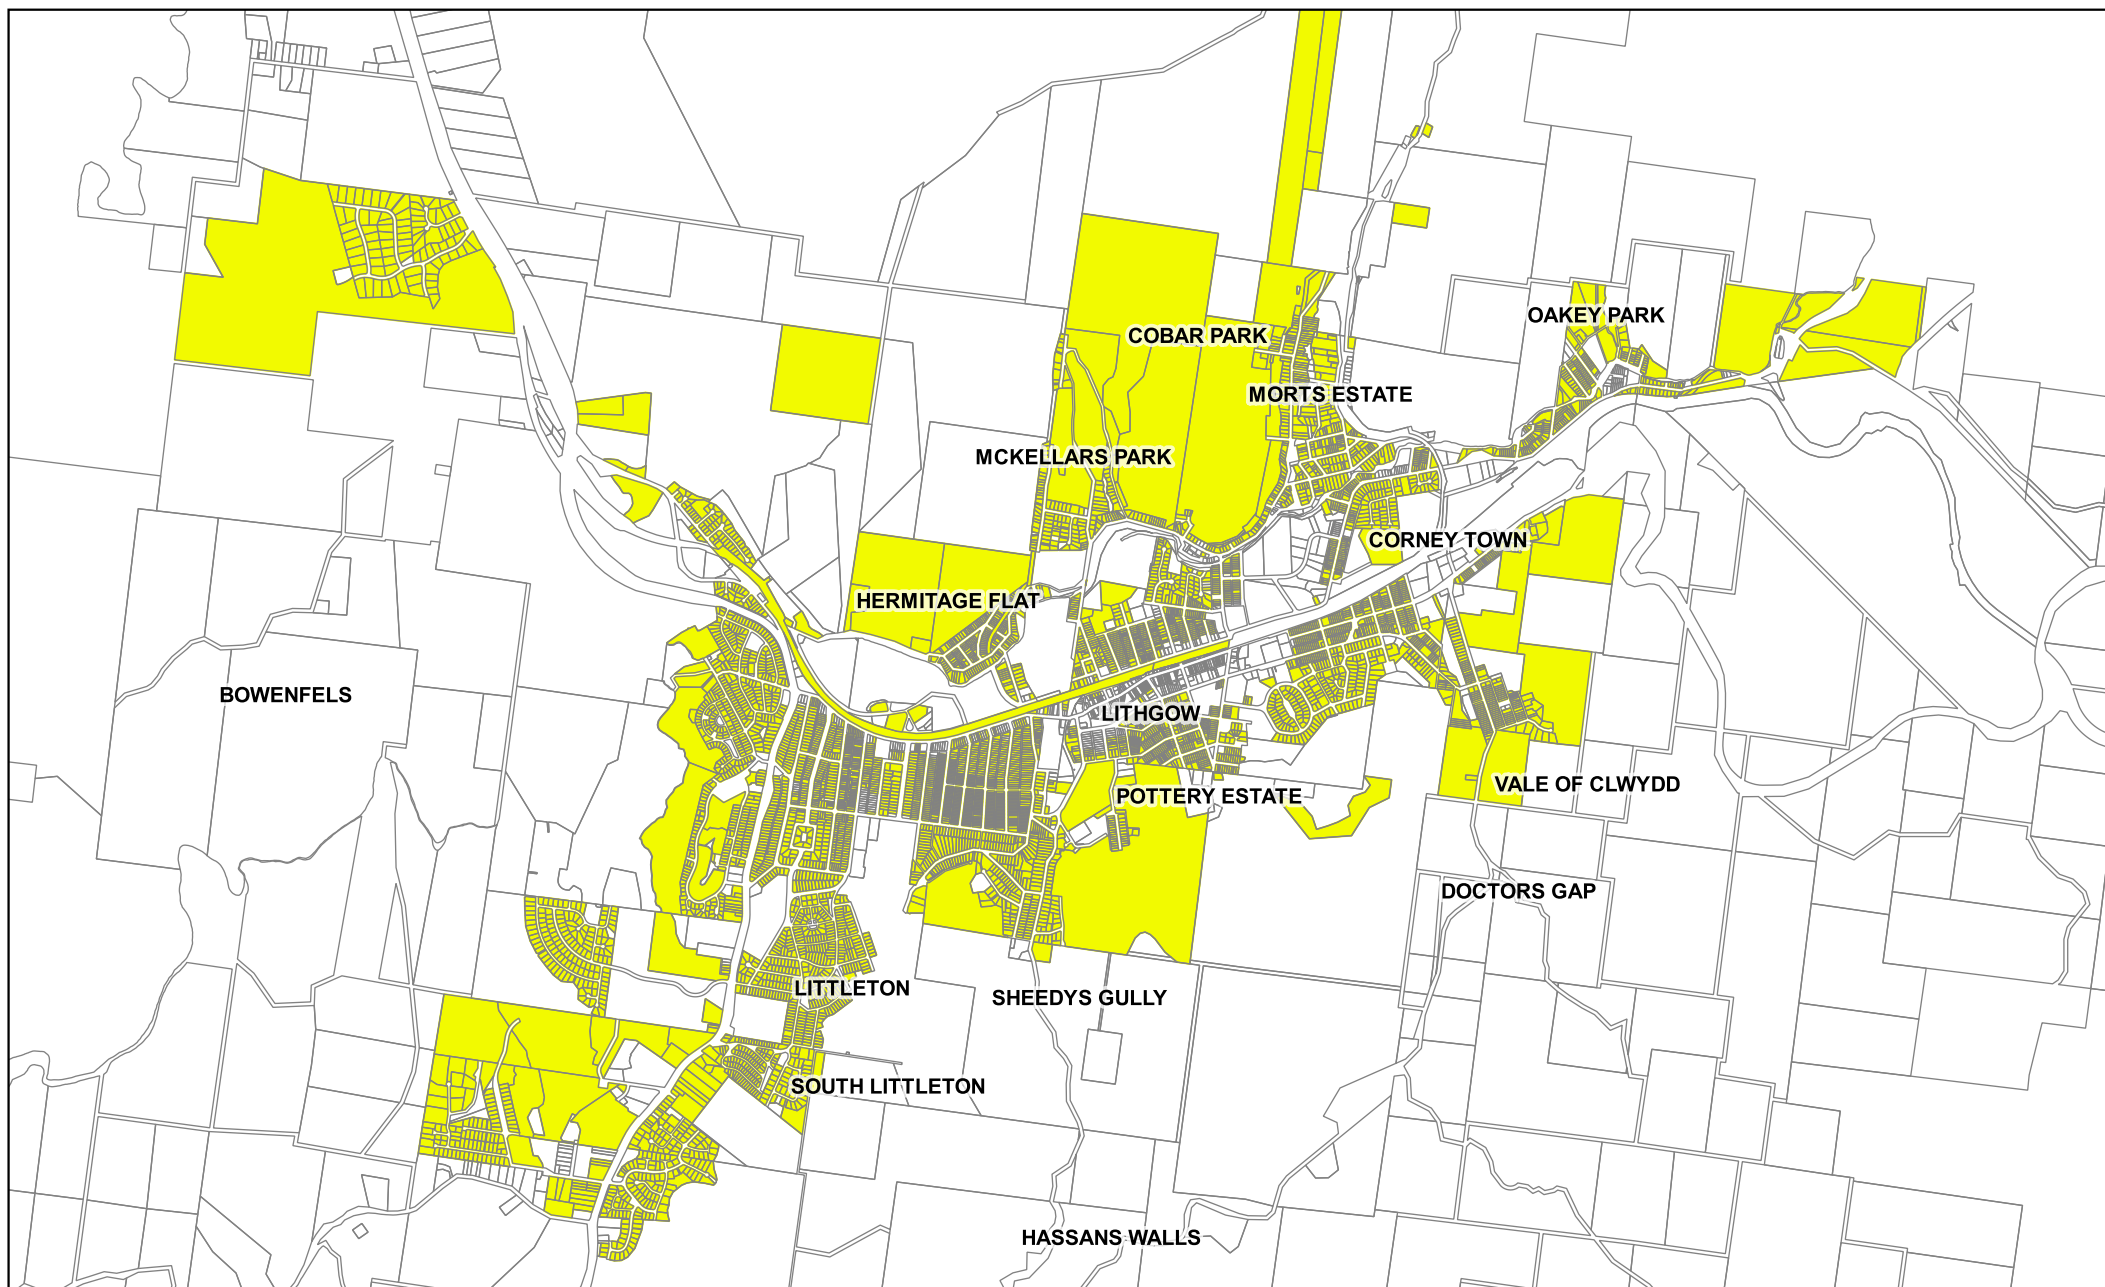 OAKEY PARK
COBAR PARK
MORTS ESTATE
MCKELLARS PARK
CORNEY TOWN
HERMITAGE FLAT
BOWENFELS
LITHGOW
VALE OF CLWYDD
POTTERY ESTATE
DOCTORS GAP
LITTLETON
SHEEDYS GULLY
SOUTH LITTLETON
HASSANS WALLS